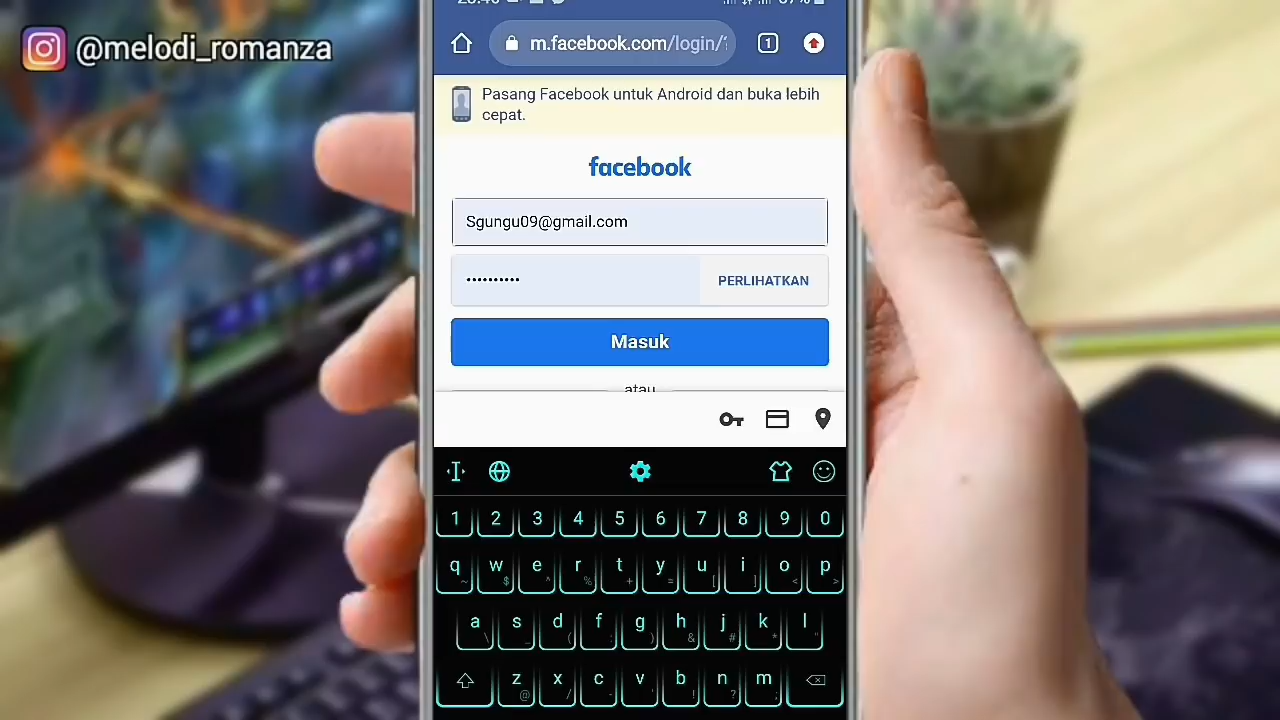 @melodi_romanza
m.facebook.com/login/
1
Pasang Facebook untuk Android dan buka lebih
cepat.
facebook
Sgungu09@gmail.com
••••••••••
PERLIHATKAN
Masuk
atau
1 2 3 4 5 6 7 8 9 0
q w e r t y u i o p
~ $ ^ % + = [ ] < >
a s d f g h j k l
\ _ ( : ) & # * "
z x c v b n m
@ / - ' ! ? ;